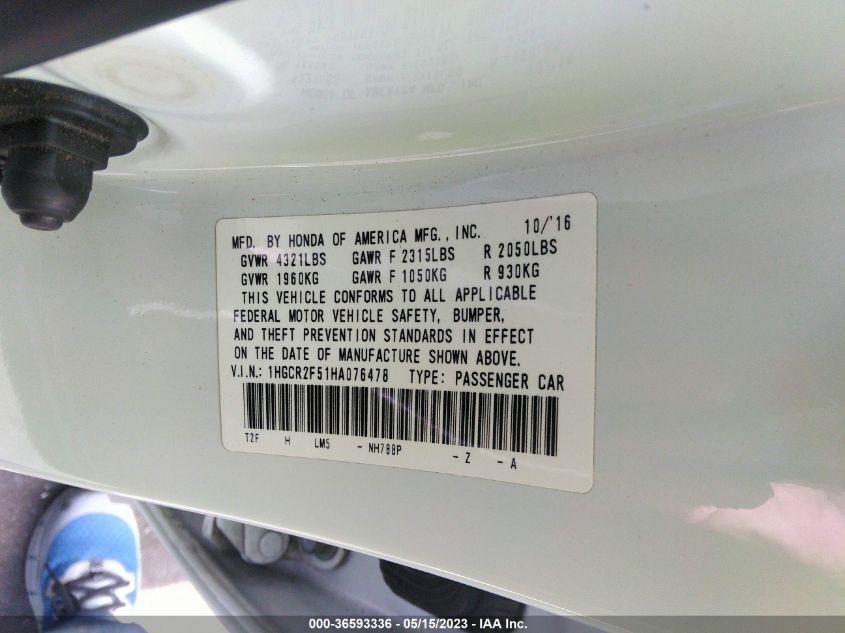 MFD. BY HONDA OF AMERICA MFG., INC. 10/'16
GVWR 4321LBS GAWR F 2315LBS R 2050LBS
GVWR 1960KG GAWR F 1050KG R 930KG
THIS VEHICLE CONFORMS TO ALL APPLICABLE
FEDERAL MOTOR VEHICLE SAFETY, BUMPER,
AND THEFT PREVENTION STANDARDS IN EFFECT
ON THE DATE OF MANUFACTURE SHOWN ABOVE.
V.I.N.: 1HGCR2F51HA076478 TYPE: PASSENGER CAR
T2F H LM5 - NH788P - Z - A
000-36593336 - 05/15/2023 - IAA Inc.